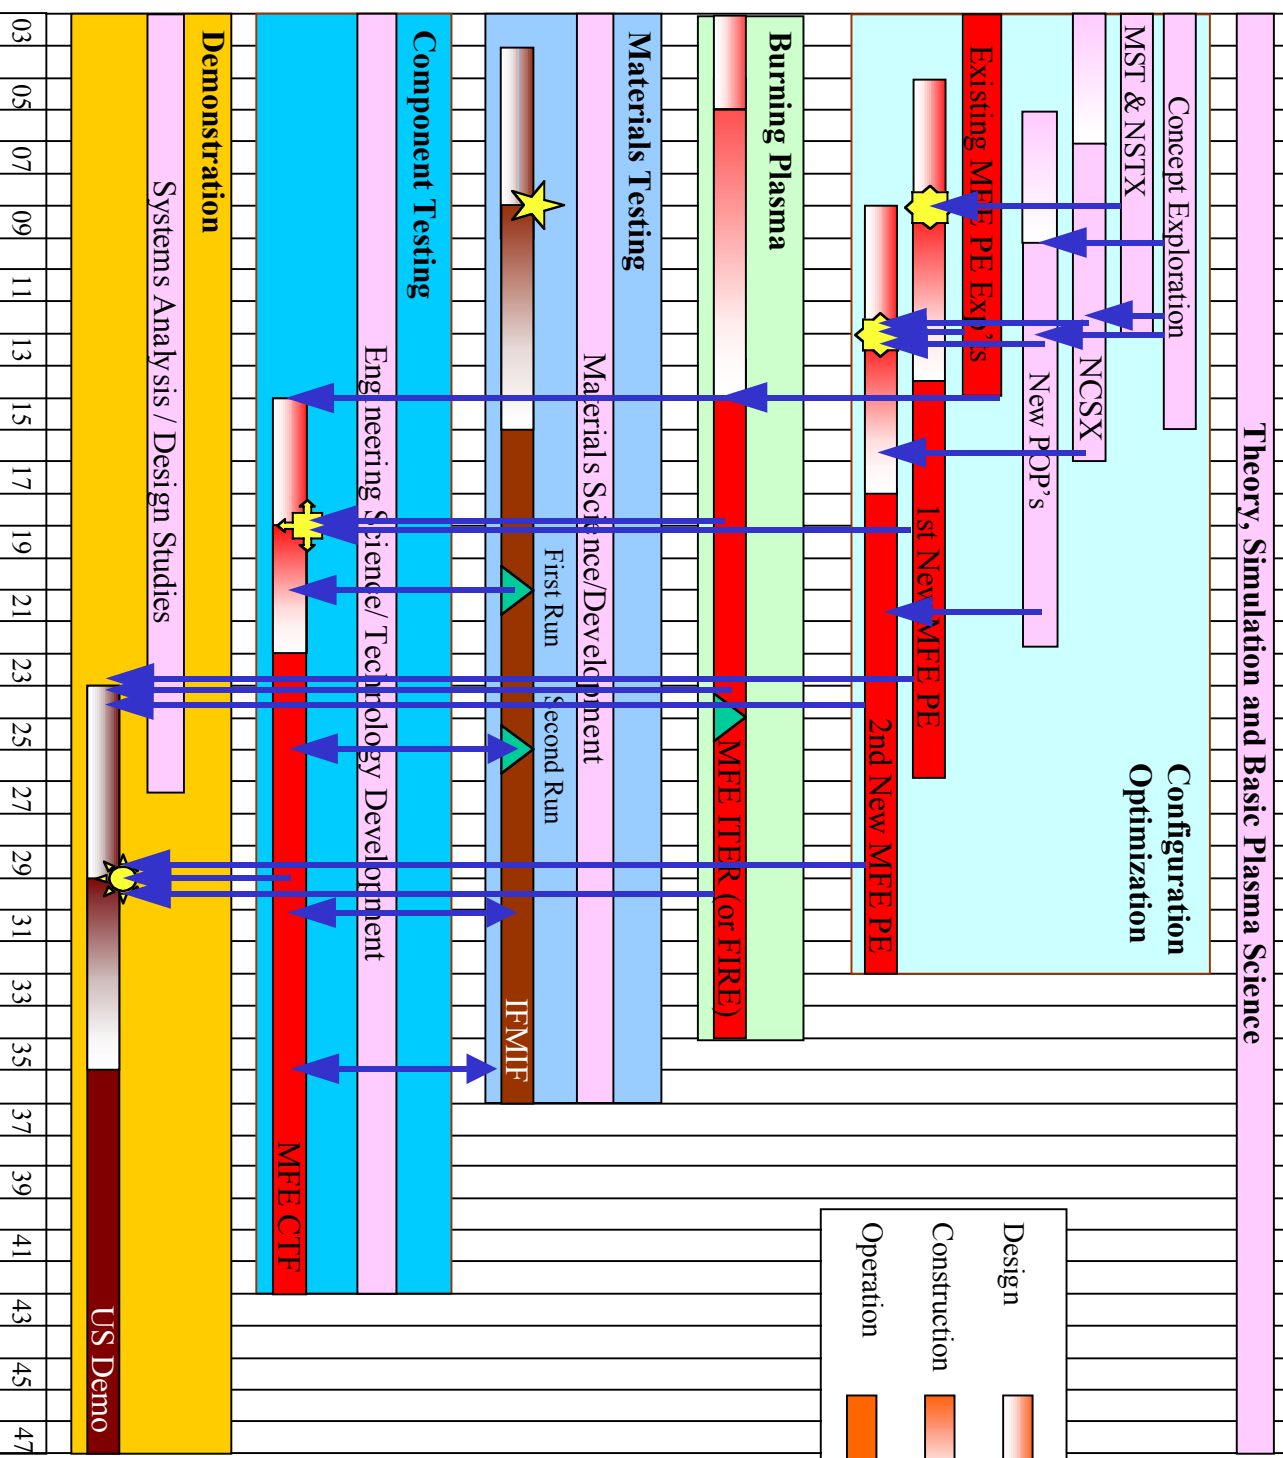 Theory, Simulation and Basic Plasma Science
Configuration
Optimization
Concept Exploration
MST & NSTX
NCSX
New POP's
Existing MFE PE Exp't's
1st New MFE PE
2nd New MFE PE
Burning Plasma
MFE ITER (or FIRE)
Materials Testing
Materials Science/Development
First Run
Second Run
IFMIF
Component Testing
Engineering Science/ Technology Development
MFE CTF
Demonstration
Systems Analysis / Design Studies
US Demo
Design
Construction
Operation
03 05 07 09 11 13 15 17 19 21 23 25 27 29 31 33 35 37 39 41 43 45 47